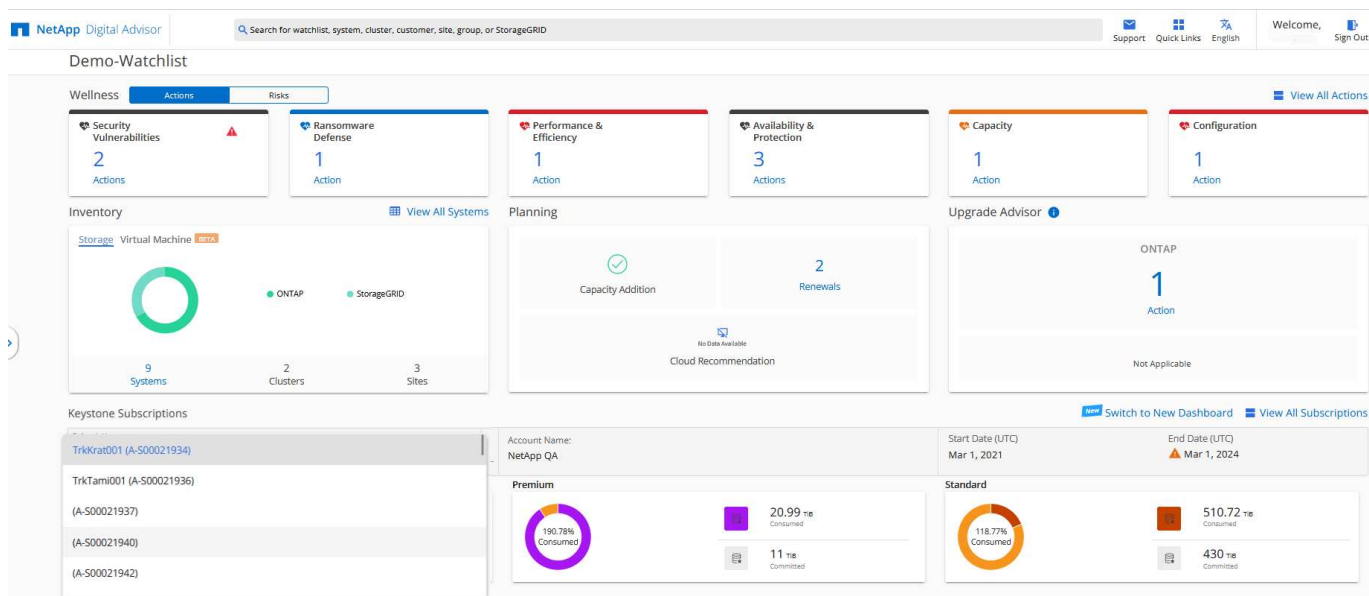 NetApp Digital Advisor
Search for watchlist, system, cluster, customer, site, group, or StorageGRID
Support
Quick Links
English
Welcome,
Sign Out
Demo-Watchlist
Wellness
Actions
Risks
View All Actions
Security
Vulnerabilities
2
Actions
Ransomware
Defense
1
Action
Performance &
Efficiency
1
Action
Availability &
Protection
3
Actions
Capacity
1
Action
Configuration
1
Action
Inventory
View All Systems
Storage Virtual Machine BETA
ONTAP
StorageGRID
9
Systems
2
Clusters
3
Sites
Planning
Capacity Addition
2
Renewals
No Data Available
Cloud Recommendation
Upgrade Advisor
ONTAP
1
Action
Not Applicable
Keystone Subscriptions
New Switch to New Dashboard
View All Subscriptions
TrkKrat001 (A-S00021934)
TrkTami001 (A-S00021936)
(A-S00021937)
(A-S00021940)
(A-S00021942)
Account Name:
NetApp QA
Start Date (UTC)
Mar 1, 2021
End Date (UTC)
Mar 1, 2024
Premium
190.78%
Consumed
20.99 TiB
Consumed
11 TiB
Committed
Standard
118.77%
Consumed
510.72 TiB
Consumed
430 TiB
Committed